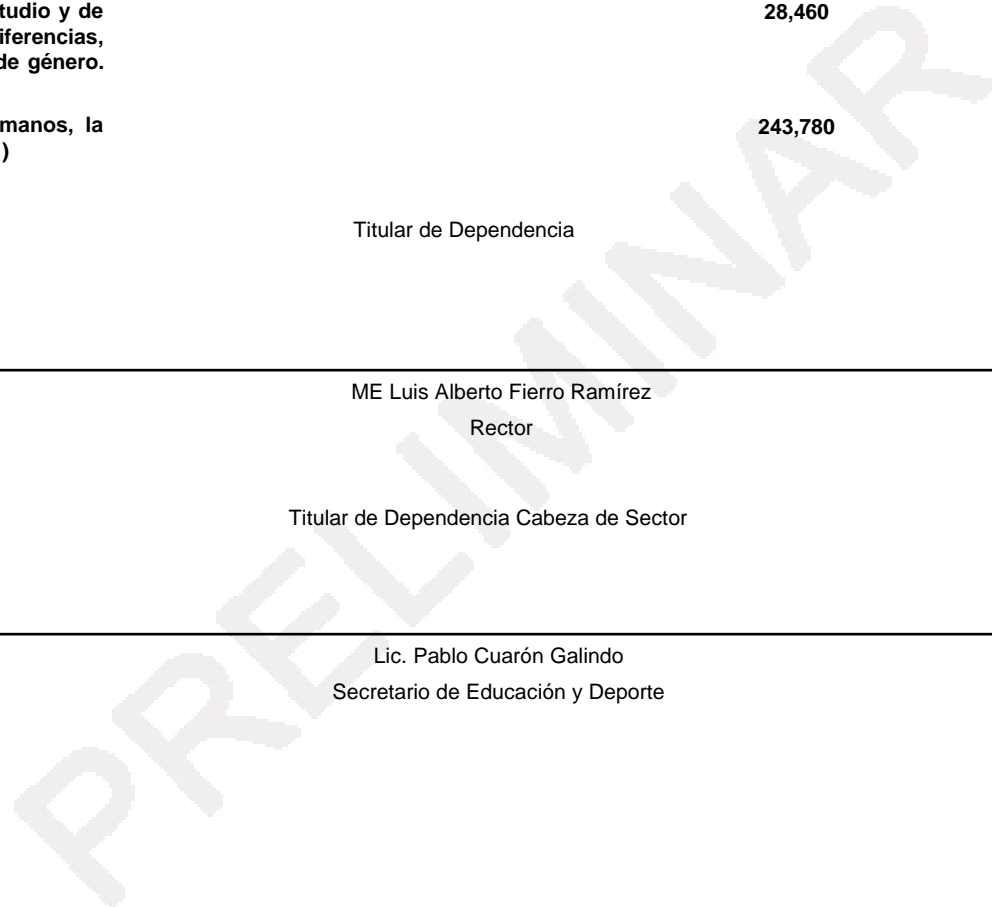 tudio y de 28,460
iferencias,
de género.
manos, la 243,780
)
Titular de Dependencia
ME Luis Alberto Fierro Ramírez
Rector
Titular de Dependencia Cabeza de Sector
Lic. Pablo Cuarón Galindo
Secretario de Educación y Deporte
PRELIMINAR